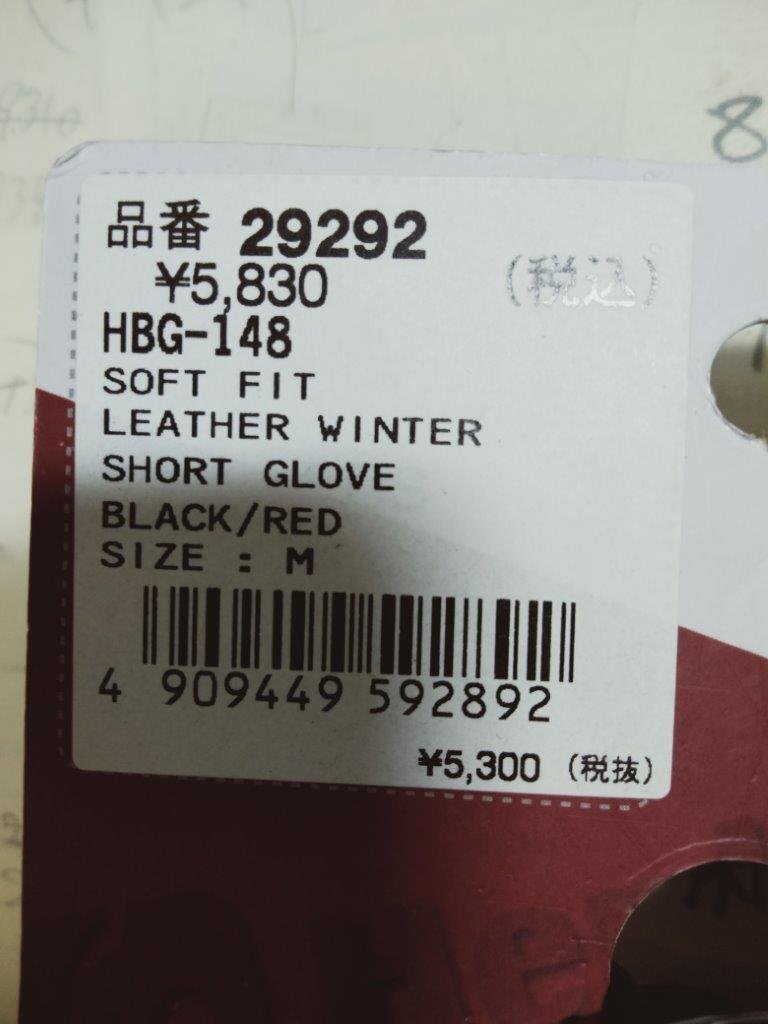 品番 29292
¥5,830 (税込)
HBG-148
SOFT FIT
LEATHER WINTER
SHORT GLOVE
BLACK/RED
SIZE : M
4 909449 592892
¥5,300 (税抜)
8